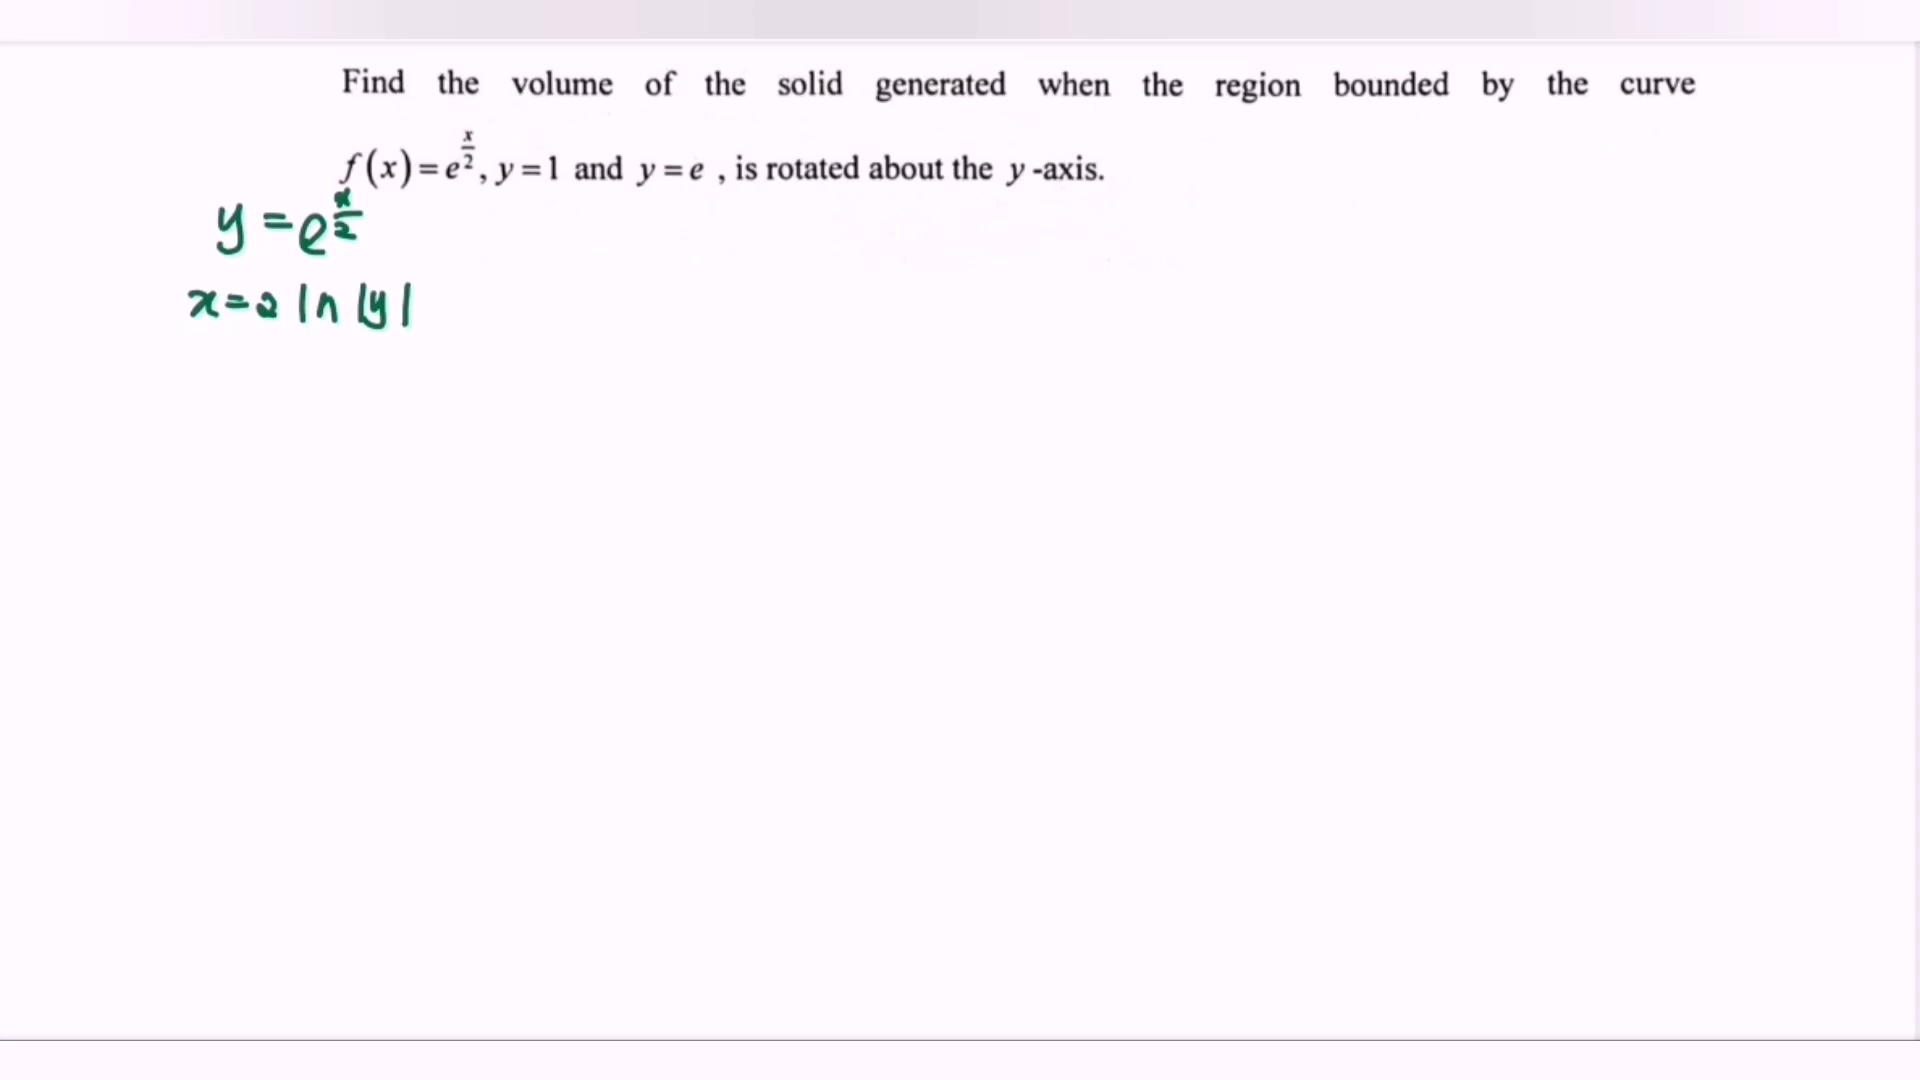 Find the volume of the solid generated when the region bounded by the curve
f(x)=e^{x/2}, y=1 and y=e , is rotated about the y-axis.
y=e^{x/2}
x=2 ln |y|